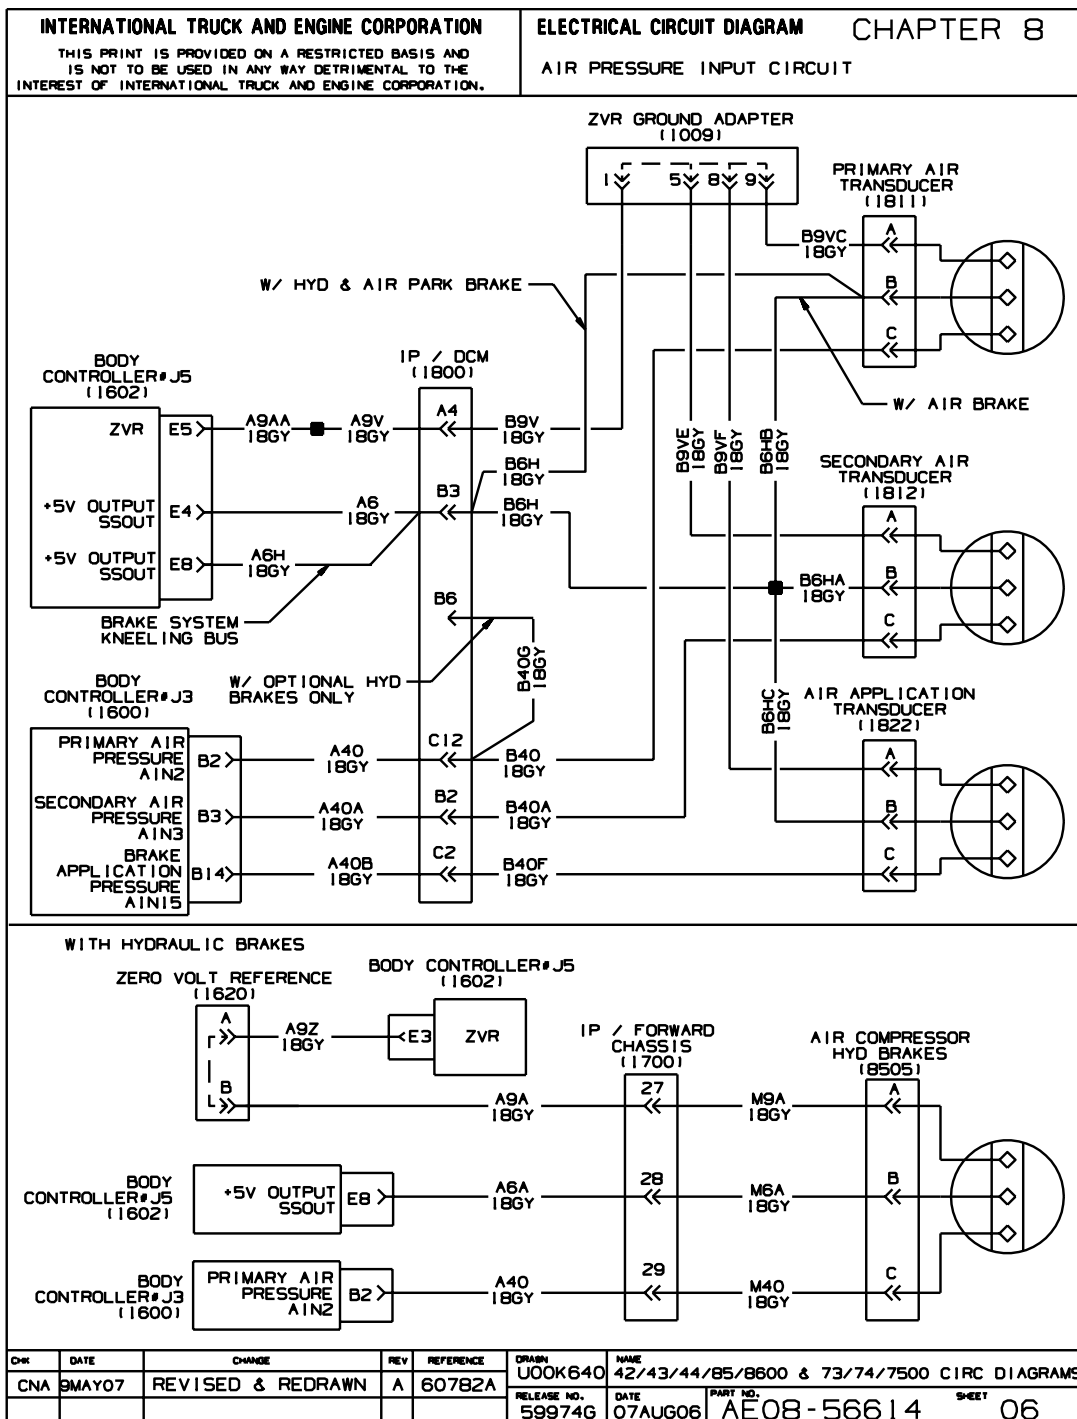 INTERNATIONAL TRUCK AND ENGINE CORPORATION
THIS PRINT IS PROVIDED ON A RESTRICTED BASIS AND
IS NOT TO BE USED IN ANY WAY DETRIMENTAL TO THE
INTEREST OF INTERNATIONAL TRUCK AND ENGINE CORPORATION.
ELECTRICAL CIRCUIT DIAGRAM CHAPTER 8
AIR PRESSURE INPUT CIRCUIT
ZVR GROUND ADAPTER
(1009)
1 5 8 9
PRIMARY AIR
TRANSDUCER
(1811)
A
B9VC
18GY
B
C
W/ HYD & AIR PARK BRAKE
W/ AIR BRAKE
BODY
CONTROLLER#J5
(1602)
IP / DCM
(1800)
ZVR E5
A9AA
18GY
A9V
18GY
A4
B9V
18GY
B6H
18GY
B3
B6H
18GY
+5V OUTPUT
SSOUT
E4
A6
18GY
+5V OUTPUT
SSOUT
E8
A6H
18GY
BRAKE SYSTEM
KNEELING BUS
B9VE
18GY
B9VF
18GY
B6HB
18GY
SECONDARY AIR
TRANSDUCER
(1812)
A
B6HA
18GY
B
C
B6
B40G
18GY
W/ OPTIONAL HYD
BRAKES ONLY
B6HC
18GY
AIR APPLICATION
TRANSDUCER
(1822)
A
B
C
BODY
CONTROLLER#J3
(1600)
PRIMARY AIR
PRESSURE
AIN2
B2
A40
18GY
C12
B40
18GY
SECONDARY AIR
PRESSURE
AIN3
B3
A40A
18GY
B2
B40A
18GY
BRAKE
APPLICATION
PRESSURE
AIN15
B14
A40B
18GY
C2
B40F
18GY
WITH HYDRAULIC BRAKES
ZERO VOLT REFERENCE
(1620)
A
B
A9Z
18GY
BODY CONTROLLER#J5
(1602)
E3 ZVR
IP / FORWARD
CHASSIS
(1700)
AIR COMPRESSOR
HYD BRAKES
(8505)
A9A
18GY
27
M9A
18GY
A
BODY
CONTROLLER#J5
(1602)
+5V OUTPUT
SSOUT
E8
A6A
18GY
28
M6A
18GY
B
BODY
CONTROLLER#J3
(1600)
PRIMARY AIR
PRESSURE
AIN2
B2
A40
18GY
29
M40
18GY
C
CHK DATE CHANGE REV REFERENCE
CNA 9MAY07 REVISED & REDRAWN A 60782A
DRAWN
U00K640
NAME
42/43/44/85/8600 & 73/74/7500 CIRC DIAGRAMS
RELEASE NO.
59974G
DATE
07AUG06
PART NO.
AE08-56614
SHEET
06